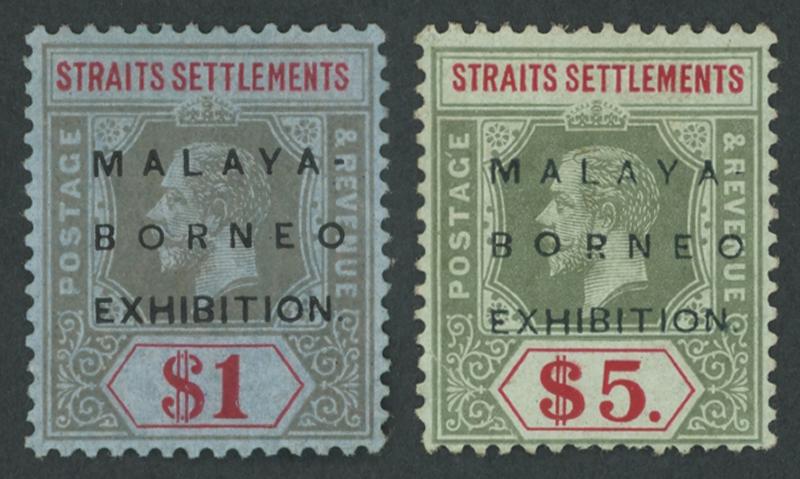 STRAITS SETTLEMENTS
POSTAGE
& REVENUE
MALAYA-
BORNEO
EXHIBITION.
$1
STRAITS SETTLEMENTS
POSTAGE
& REVENUE
MALAYA-
BORNEO
EXHIBITION
$5.